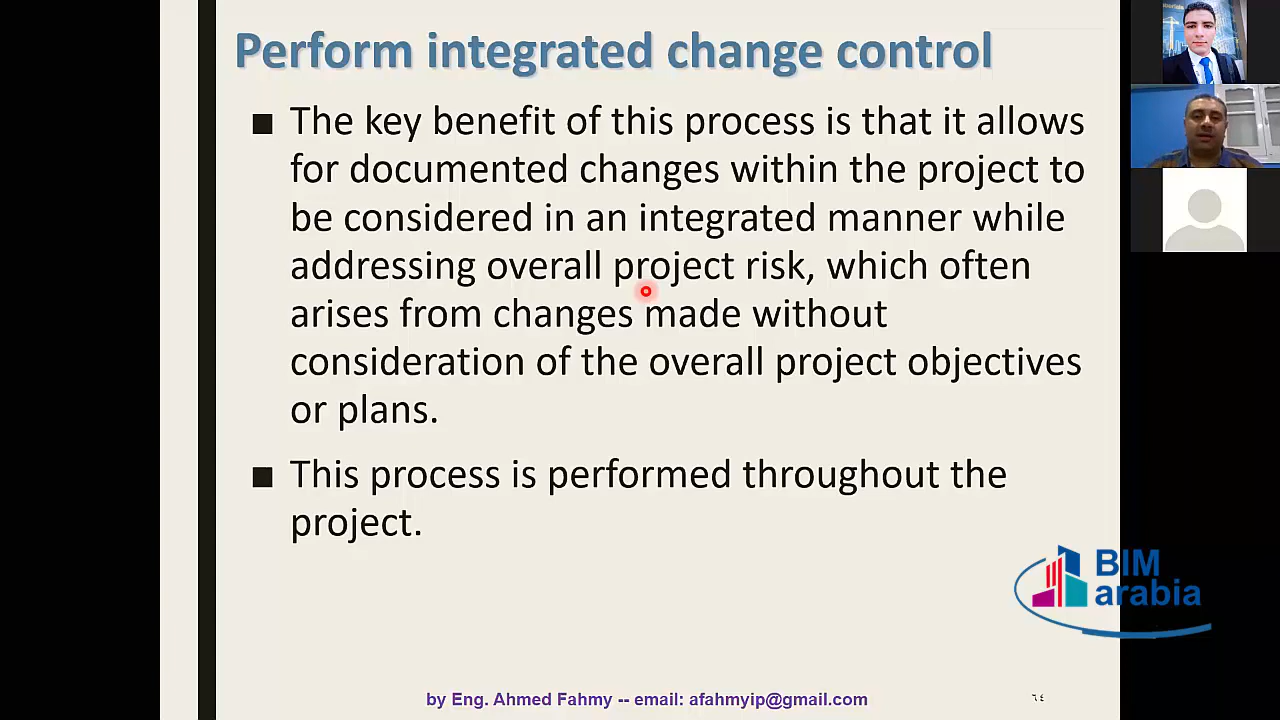 Perform integrated change control
■ The key benefit of this process is that it allows
for documented changes within the project to
be considered in an integrated manner while
addressing overall project risk, which often
arises from changes made without
consideration of the overall project objectives
or plans.
■ This process is performed throughout the
project.
BIM
arabia
by Eng. Ahmed Fahmy -- email: afahmyip@gmail.com
٦٤